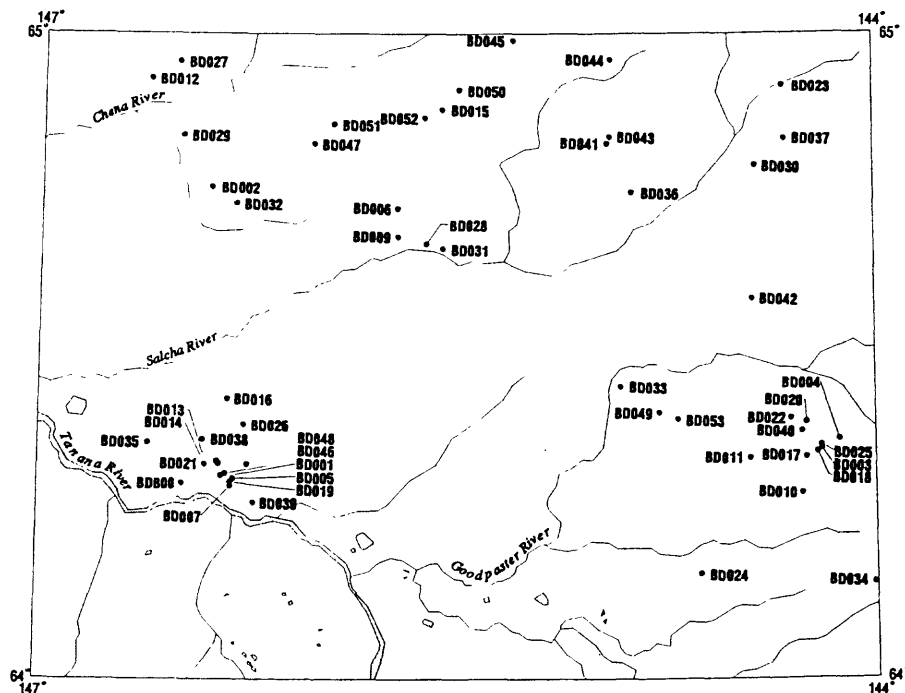 147° 144°
65° 65°
BD045
BD027
BD044
BD012
BD023
BD050
Chena River
BD015
BD052
BD051
BD029
BD043
BD037
BD047
BD041
BD030
BD002
BD036
BD032
BD006
BD028
BD009
BD031
BD042
Salcha River
BD004
BD033
BD016
BD020
BD013
BD049
BD022
BD014
BD026
BD053
BD040
Tanana River
BD035
BD038
BD048
BD046
BD025
BD021
BD001
BD011
BD017
BD003
BD005
BD018
BD008
BD019
BD010
BD007
BD039
Goodpaster River
BD024
BD034
64° 64
147° 144°